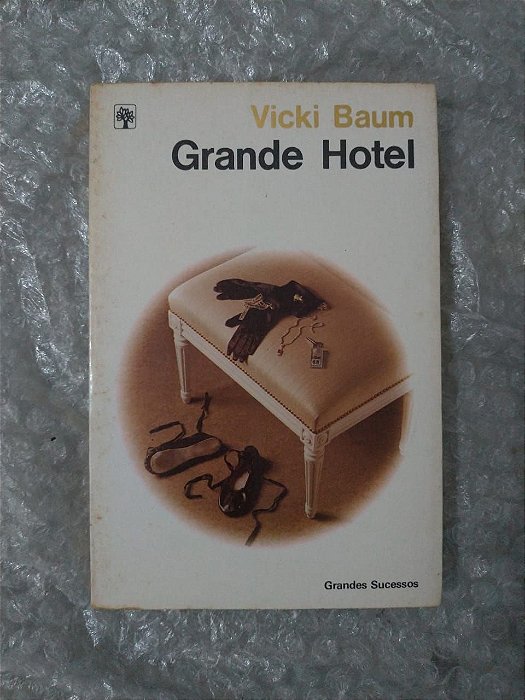 Vicki Baum
Grande Hotel
Grandes Sucessos